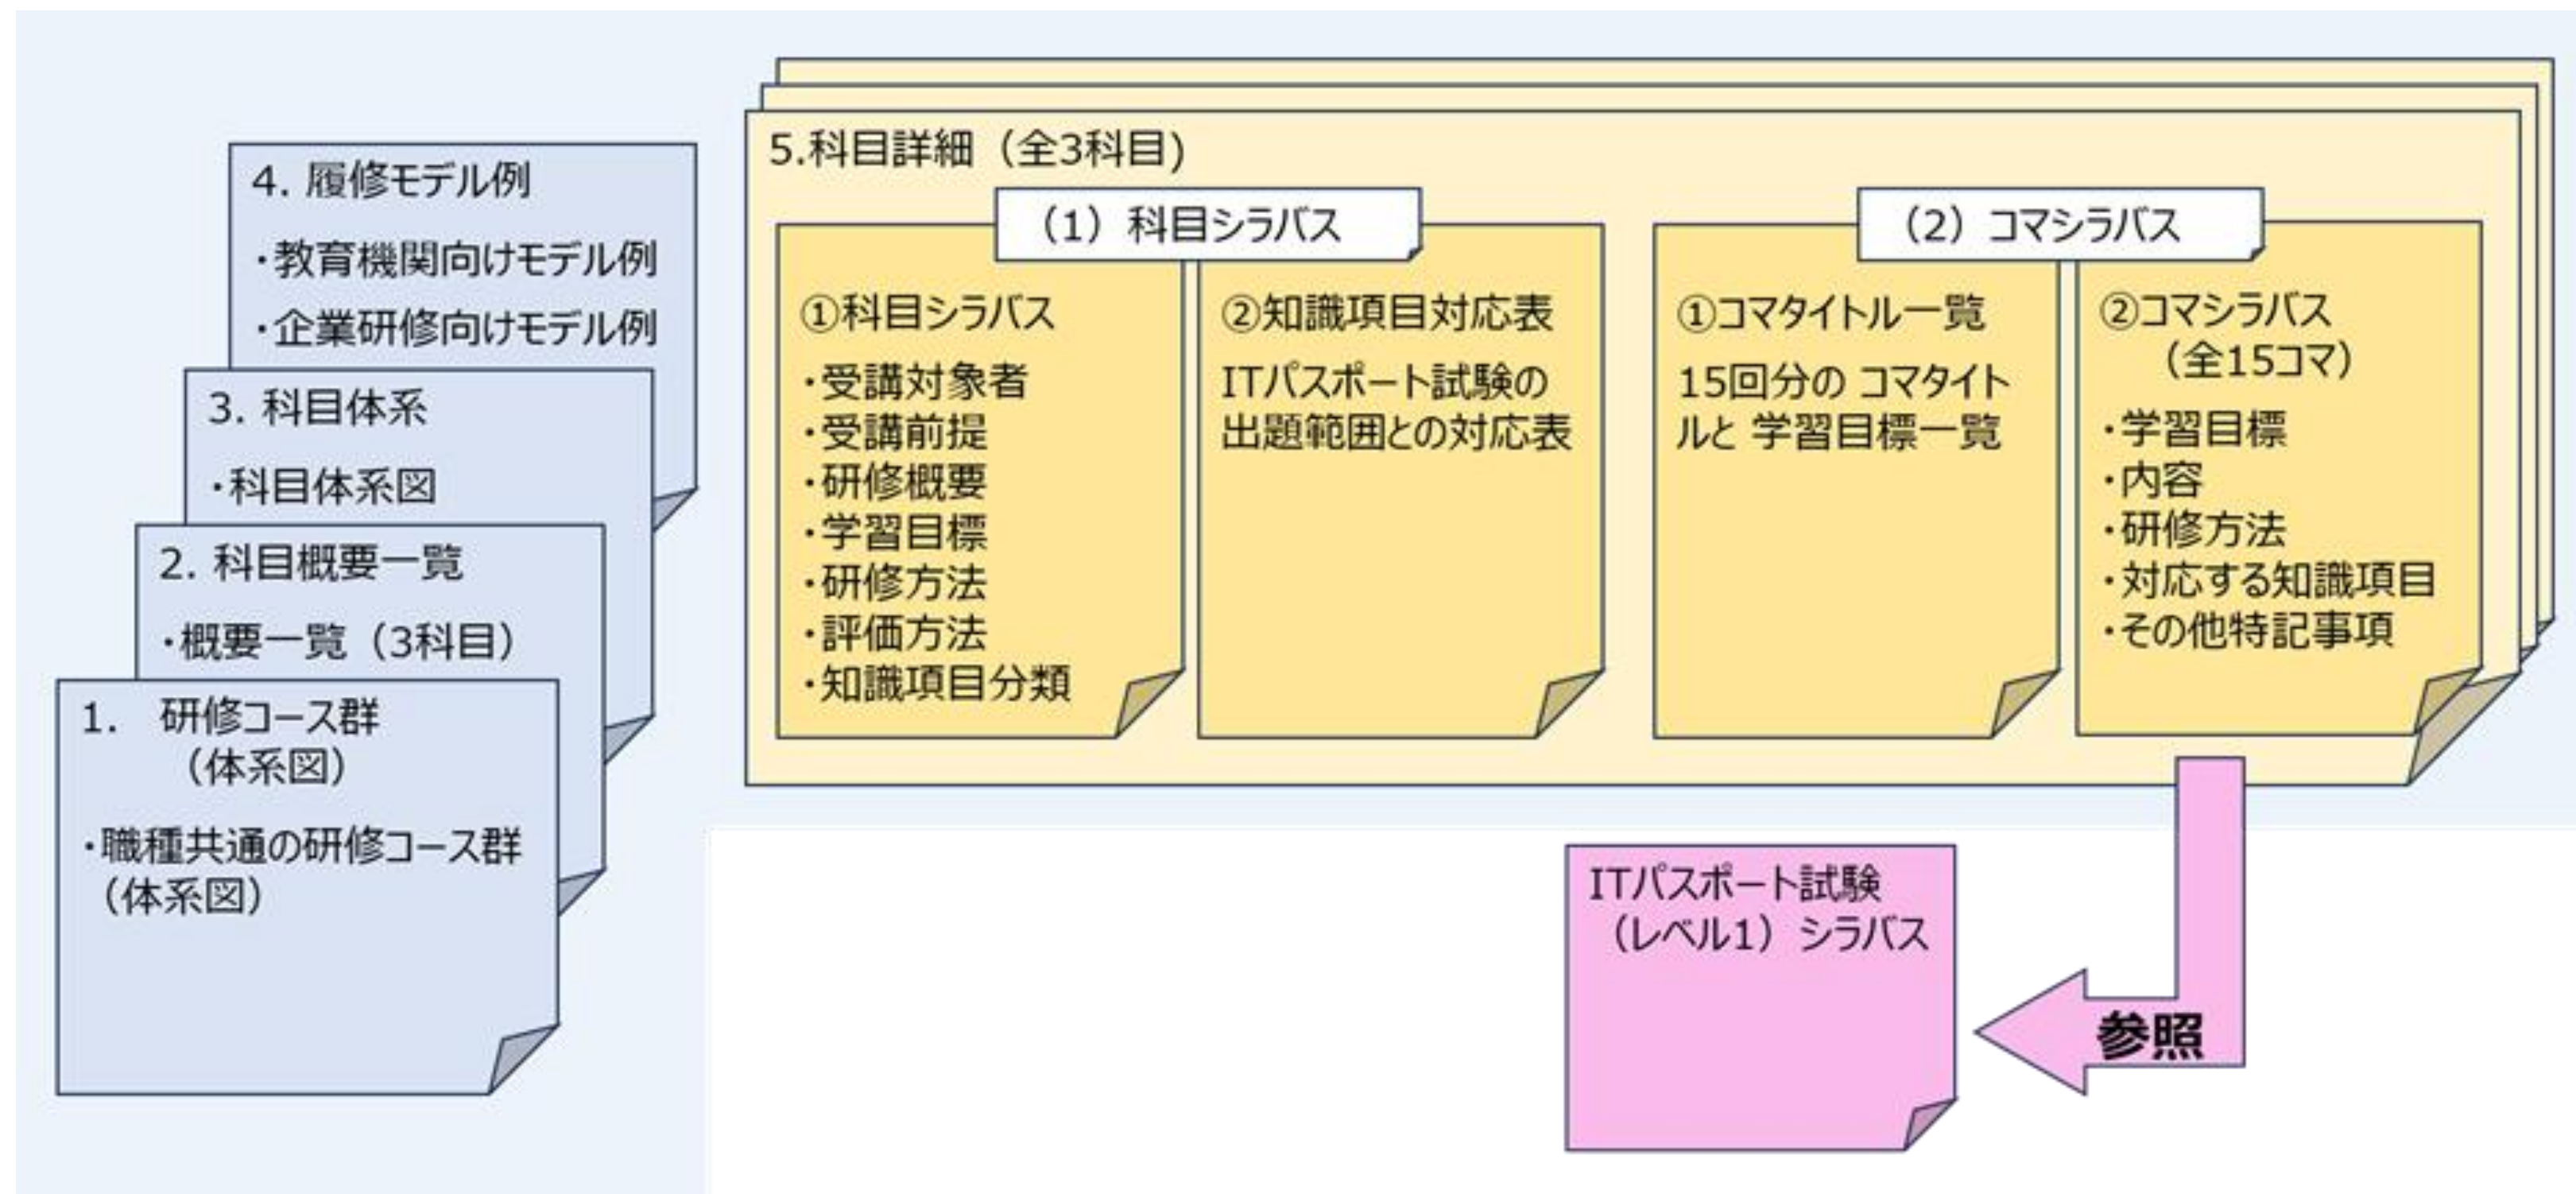 4. 履修モデル例
・教育機関向けモデル例
・企業研修向けモデル例
3. 科目体系
・科目体系図
2. 科目概要一覧
・概要一覧（3科目）
1. 研修コース群
（体系図）
・職種共通の研修コース群
（体系図）
5.科目詳細（全3科目）
（1）科目シラバス
①科目シラバス
・受講対象者
・受講前提
・研修概要
・学習目標
・研修方法
・評価方法
・知識項目分類
②知識項目対応表
ITパスポート試験の
出題範囲との対応表
（2）コマシラバス
①コマタイトル一覧
15回分の コマタイト
ルと 学習目標一覧
②コマシラバス
（全15コマ）
・学習目標
・内容
・研修方法
・対応する知識項目
・その他特記事項
ITパスポート試験
（レベル1）シラバス
参照